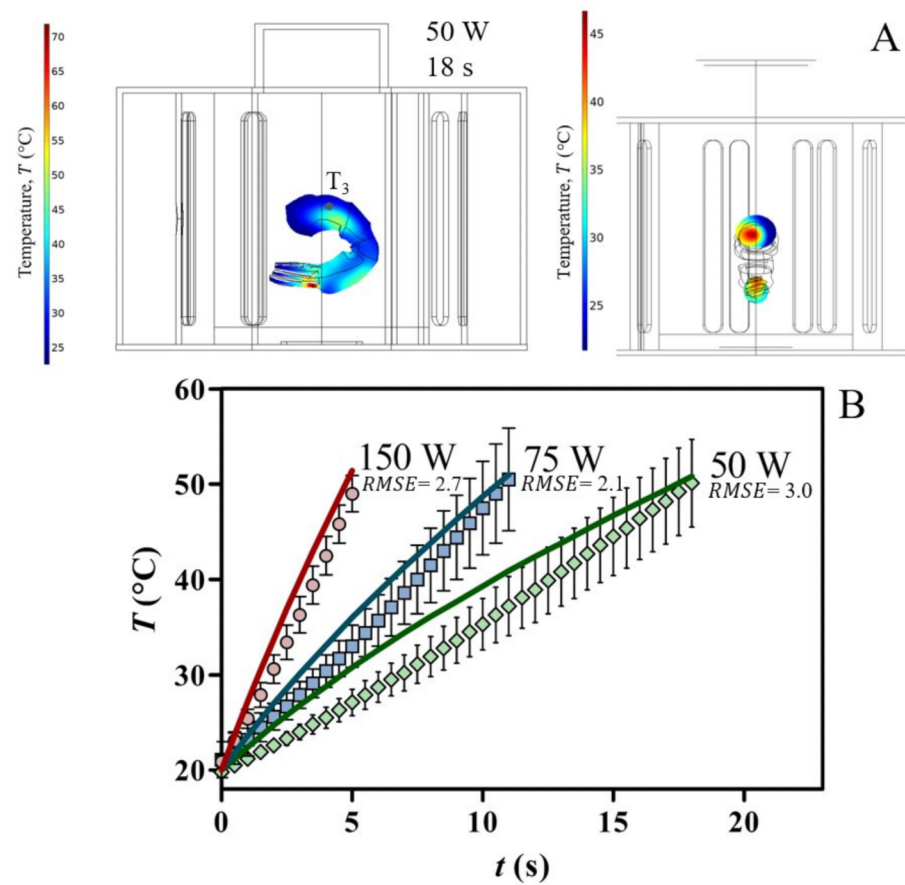 50 W
18 s
A
T3
Temperature, T (°C)
70
65
60
55
50
45
40
35
30
25
Temperature, T (°C)
45
40
35
30
25
B
T (°C)
60
50
40
30
20
150 W
RMSE= 2.7
75 W
RMSE= 2.1
50 W
RMSE= 3.0
0 5 10 15 20
t (s)